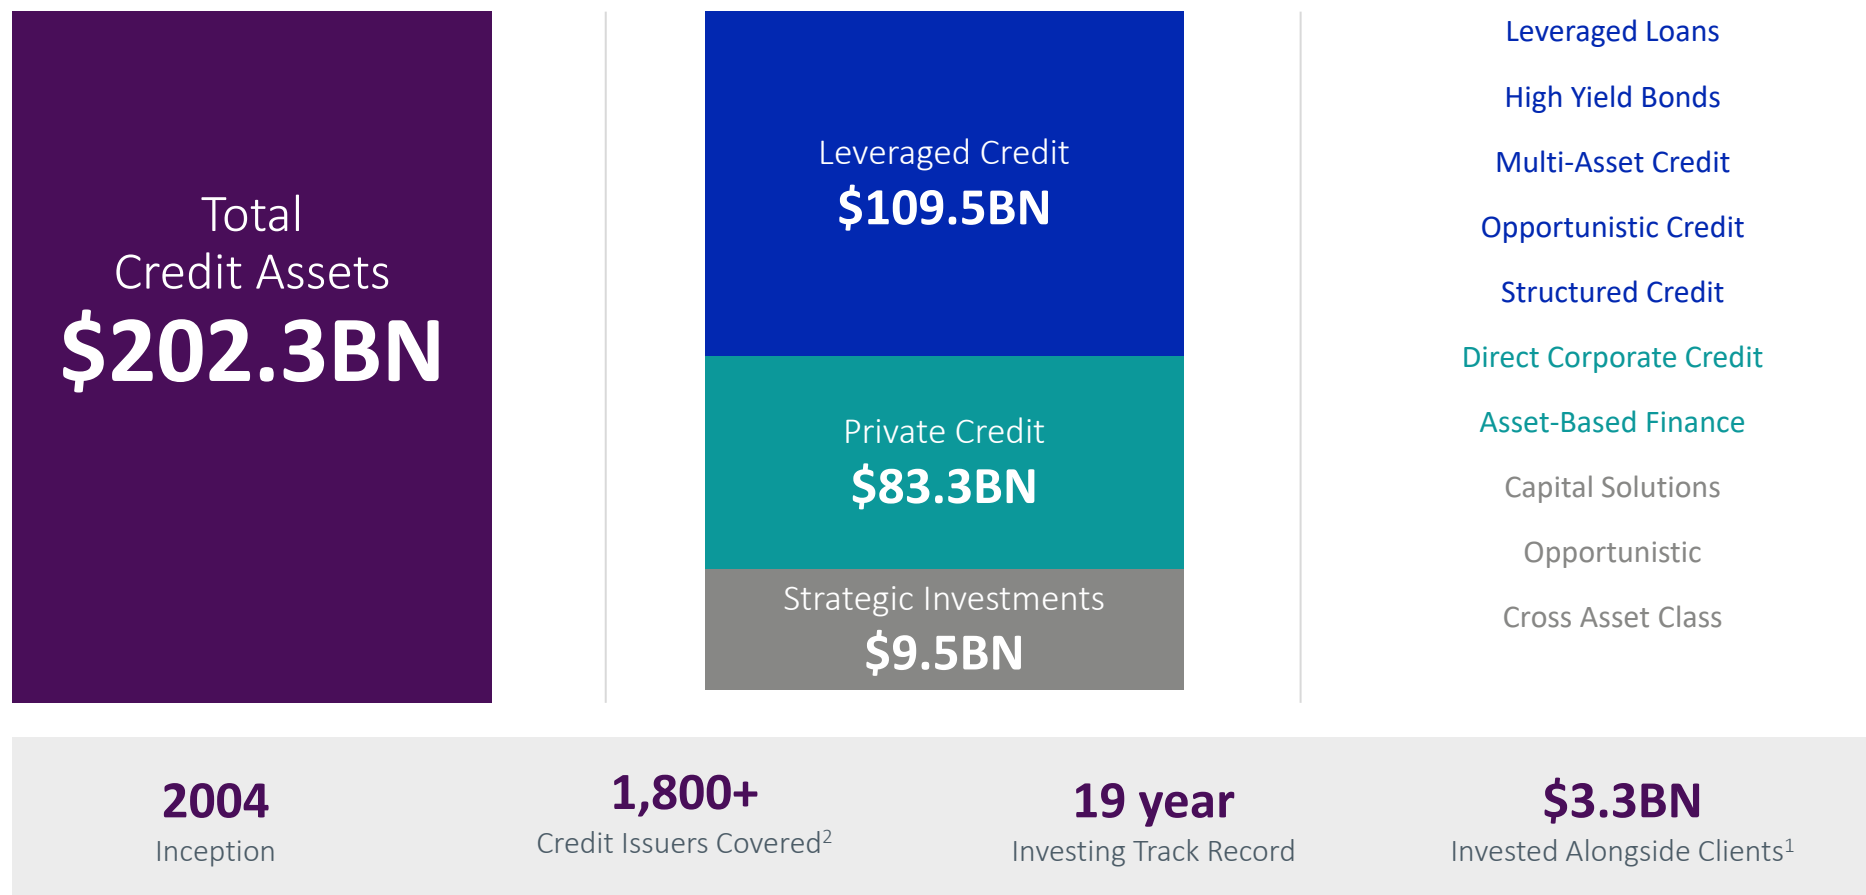 Total
Credit Assets
$202.3BN
Leveraged Credit
$109.5BN
Private Credit
$83.3BN
Strategic Investments
$9.5BN
Leveraged Loans
High Yield Bonds
Multi-Asset Credit
Opportunistic Credit
Structured Credit
Direct Corporate Credit
Asset-Based Finance
Capital Solutions
Opportunistic
Cross Asset Class
2004
Inception
1,800+
Credit Issuers Covered²
19 year
Investing Track Record
$3.3BN
Invested Alongside Clients¹